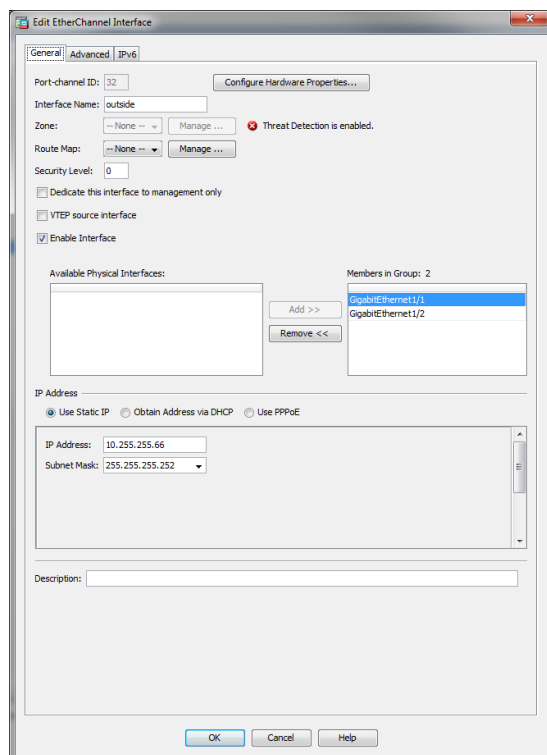 Edit EtherChannel Interface
General Advanced IPv6
Port-channel ID: 32 Configure Hardware Properties...
Interface Name: outside
Zone: -- None -- Manage ... Threat Detection is enabled.
Route Map: -- None -- Manage ...
Security Level: 0
Dedicate this interface to management only
VTEP source interface
Enable Interface
Available Physical Interfaces: Members in Group: 2
GigabitEthernet1/1
Add >> GigabitEthernet1/2
Remove <<
IP Address
Use Static IP Obtain Address via DHCP Use PPPoE
IP Address: 10.255.255.66
Subnet Mask: 255.255.255.252
Description:
OK Cancel Help